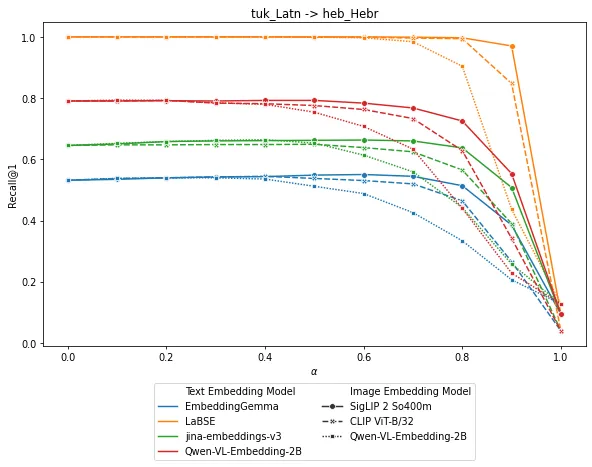 tuk_Latn -> heb_Hebr
1.0
0.8
0.6
0.4
0.2
0.0
Recall@1
0.0 0.2 0.4 0.6 0.8 1.0
α
Text Embedding Model
EmbeddingGemma
LaBSE
jina-embeddings-v3
Qwen-VL-Embedding-2B
Image Embedding Model
SigLIP 2 So400m
CLIP ViT-B/32
Qwen-VL-Embedding-2B